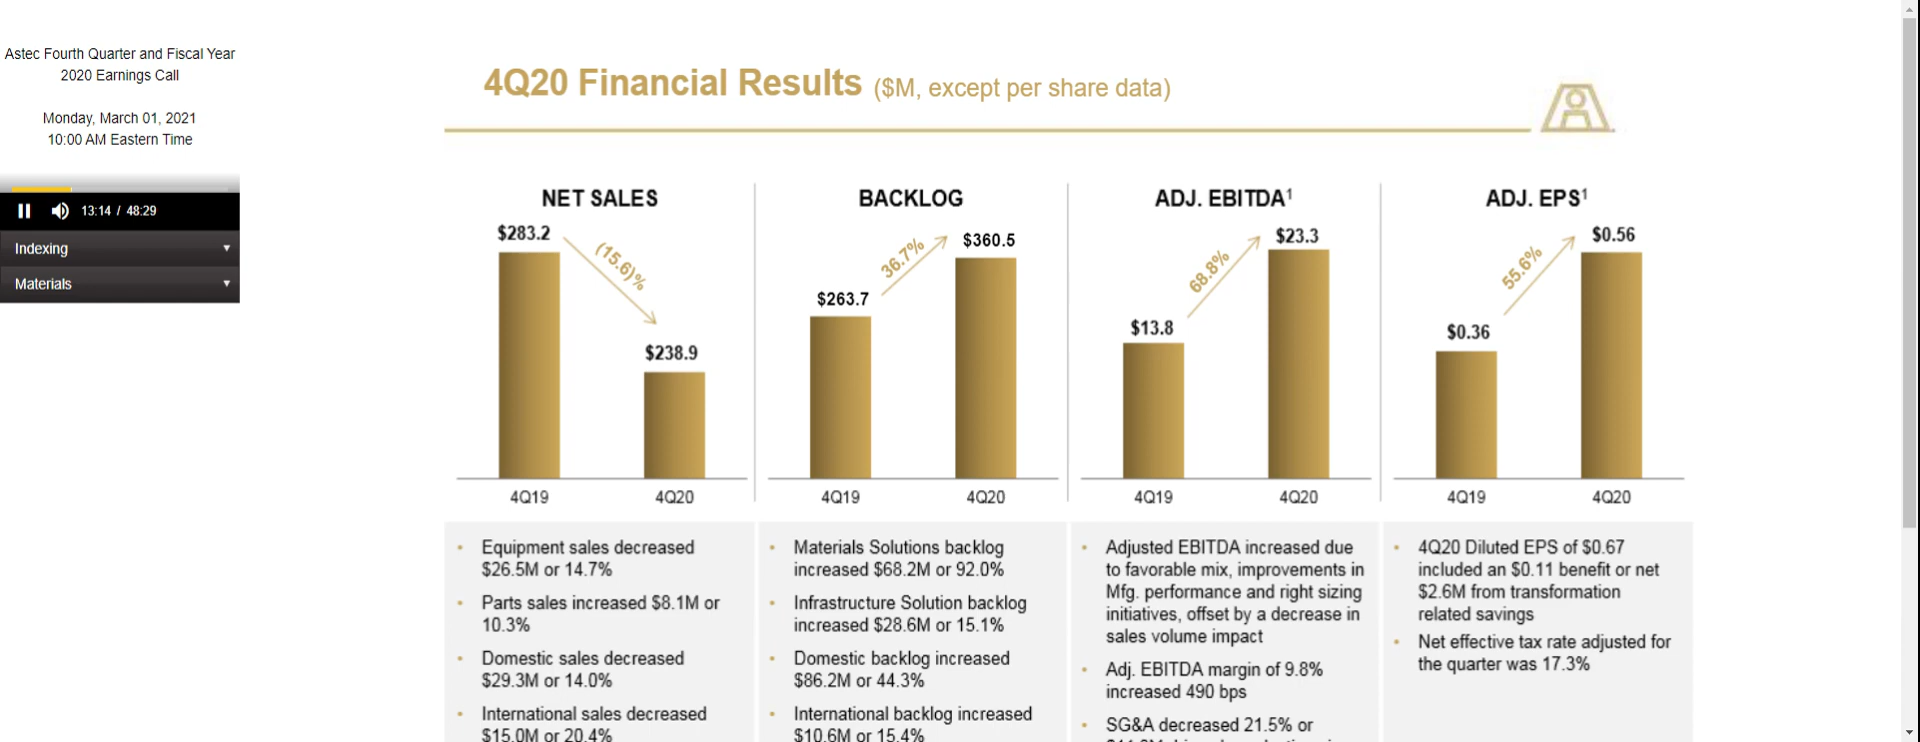 Astec Fourth Quarter and Fiscal Year
2020 Earnings Call
Monday, March 01, 2021
10:00 AM Eastern Time
13:14 / 48:29
Indexing
Materials
4Q20 Financial Results ($M, except per share data)
NET SALES
$283.2
(15.6)%
$238.9
4Q19
4Q20
BACKLOG
$263.7
36.7%
$360.5
4Q19
4Q20
ADJ. EBITDA¹
$13.8
68.8%
$23.3
4Q19
4Q20
ADJ. EPS¹
$0.36
55.6%
$0.56
4Q19
4Q20
• Equipment sales decreased
$26.5M or 14.7%
• Parts sales increased $8.1M or
10.3%
• Domestic sales decreased
$29.3M or 14.0%
• International sales decreased
$15.0M or 20.4%
• Materials Solutions backlog
increased $68.2M or 92.0%
• Infrastructure Solution backlog
increased $28.6M or 15.1%
• Domestic backlog increased
$86.2M or 44.3%
• International backlog increased
$10.6M or 15.4%
• Adjusted EBITDA increased due
to favorable mix, improvements in
Mfg. performance and right sizing
initiatives, offset by a decrease in
sales volume impact
• Adj. EBITDA margin of 9.8%
increased 490 bps
• SG&A decreased 21.5% or
• 4Q20 Diluted EPS of $0.67
included an $0.11 benefit or net
$2.6M from transformation
related savings
• Net effective tax rate adjusted for
the quarter was 17.3%